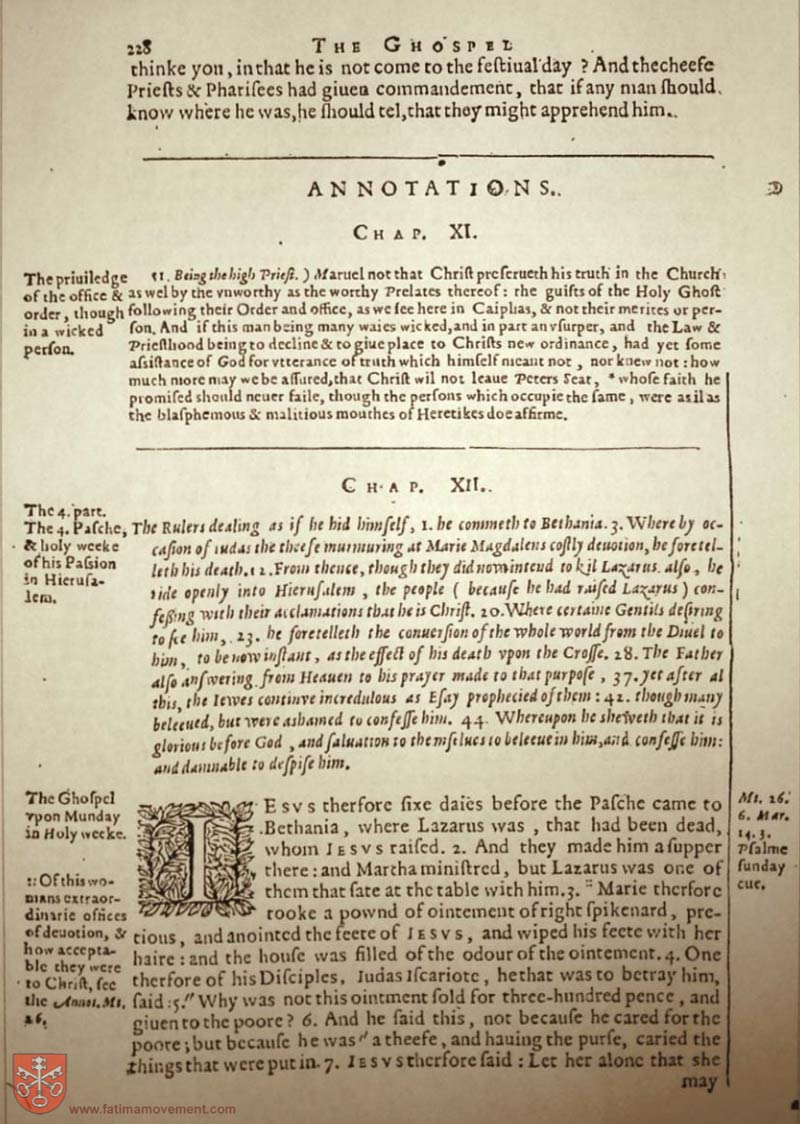 228 THE GHOSPEL
thinke you, in that he is not come to the feſtiual day ? And the cheefe
Prieſts & Phariſees had giuen commandement, that if any man ſhould
know where he was, he ſhould tel, that they might apprehend him.
ANNOTATIONS.
CHAP. XI.
The priuiledge
of the office &
order, though
in a wicked
perſon.
51. Being the high Prieſt. ) Maruel not that Chriſt preſerueth his truth in the Church
as wel by the vnworthy as the worthy Prelates thereof: the guifts of the Holy Ghoſt
following their Order and office, as we ſee here in Caiphas, & not their merites or per-
ſon. And if this man being many waies wicked, and in part an vſurper, and the Law &
Prieſthood being to decline & to giue place to Chriſts new ordinance, had yet ſome
aſsiſtance of God for vtterance of truth which himſelf meant not, nor knew not : how
much more may we be aſſured, that Chriſt wil not leaue Peters Seat, * whoſe faith he
promiſed should neuer faile, though the perſons which occupie the ſame, were as il as
the blaſphemous & malitious mouthes of Heretikes doe affirme.
CHAP. XII.
The 4. part.
The 4. Paſche,
& holy weeke
of his Paſsion
in Hieruſa-
lem.
The Rulers dealing as if he hid himſelf, 1. he commeth to Bethania. 3. Where by oc-
caſion of Iudas the theefe murmuring at Marie Magdalens coſtly deuotion, he foretel-
leth his death. 12. From thence, though they did now intend to kil Lazarus alſo, he
ride openly into Hieruſalem, the people ( becauſe he had raiſed Lazarus ) con-
feſsing with their acclamations that he is Chriſt. 20. Where certaine Gentils deſiring
to ſee him, 23. he foretelleth the conuerſion of the whole world from the Diuel to
him, to be now inſtant, as the effect of his death vpon the Croſſe. 28. The Father
alſo anſwering from Heauen to his prayer made to that purpoſe, 37. yet after al
this, the Iewes continve incredulous as Eſay prophecied of them : 42. though many
beleeued, but were ashamed to confeſſe him. 44. Whereupon he sheweth that it is
glorious before God, and ſaluation to themſelues to beleeue in him, and confeſſe him:
and damnable to deſpiſe him.
The Ghoſpel
vpon Munday
in Holy weeke.
:: Of this wo-
mans extraor-
dinarie offices
of deuotion, &
how accepta-
ble they were
to Chriſt, ſee
the Annot. Mt.
26.
IESVS therfore ſixe daies before the Paſche came to
Bethania, where Lazarus was, that had been dead,
whom IESVS raiſed. 2. And they made him a ſupper
there : and Martha miniſtred, but Lazarus was one of
them that ſate at the table with him. 3. :: Marie therfore
tooke a pownd of ointement of right ſpikenard, pre-
tious, and anointed the feete of IESVS, and wiped his feete with her
haire : and the houſe was filled of the odour of the ointement. 4. One
therfore of his Diſciples, Iudas Iſcariote, he that was to betray him,
ſaid : 5. " Why was not this ointment ſold for three-hundred pence, and
giuen to the poore ? 6. And he ſaid this, not becauſe he cared for the
poore ; but becauſe he was " a theefe, and hauing the purſe, caried the
things that were put in. 7. IESVS therfore ſaid : Let her alone that she
may
Mt. 26.
6. Mar.
14. 3.
Pſalme
ſunday
eue.
www.fatimamovement.com